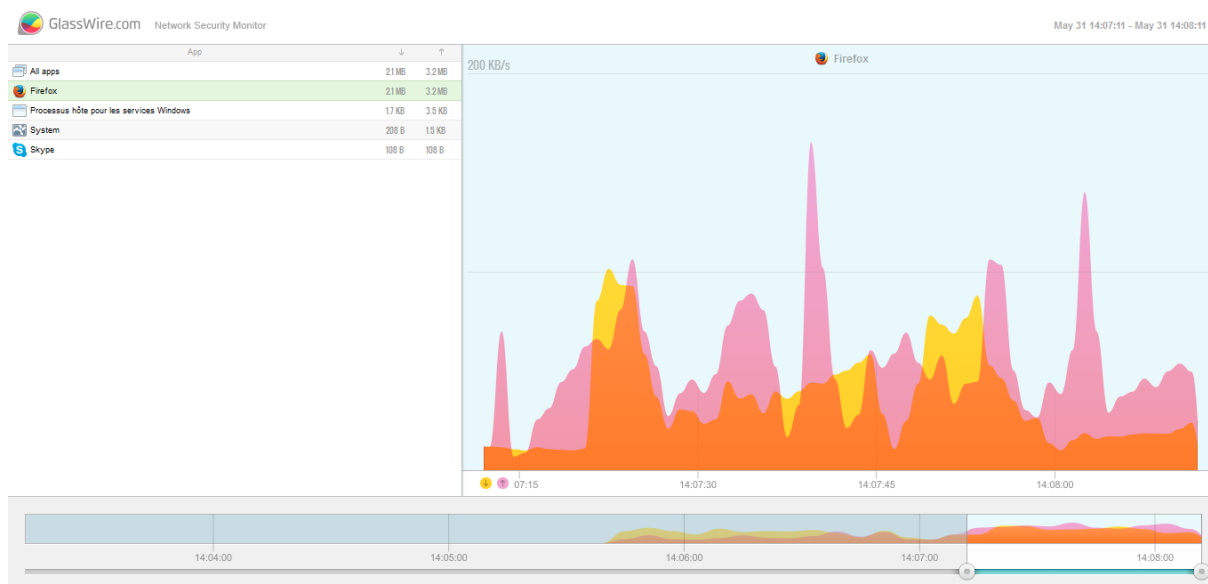 GlassWire.com Network Security Monitor May 31 14:07:11 - May 31 14:08:11
App ↓ ↑
All apps 2.1 MB 3.2 MB
Firefox 2.1 MB 3.2 MB
Processus hôte pour les services Windows 1.7 KB 3.5 KB
System 208 B 1.5 KB
Skype 108 B 108 B
Firefox
200 KB/s
07:15 14:07:30 14:07:45 14:08:00
14:04:00 14:05:00 14:06:00 14:07:00 14:08:00